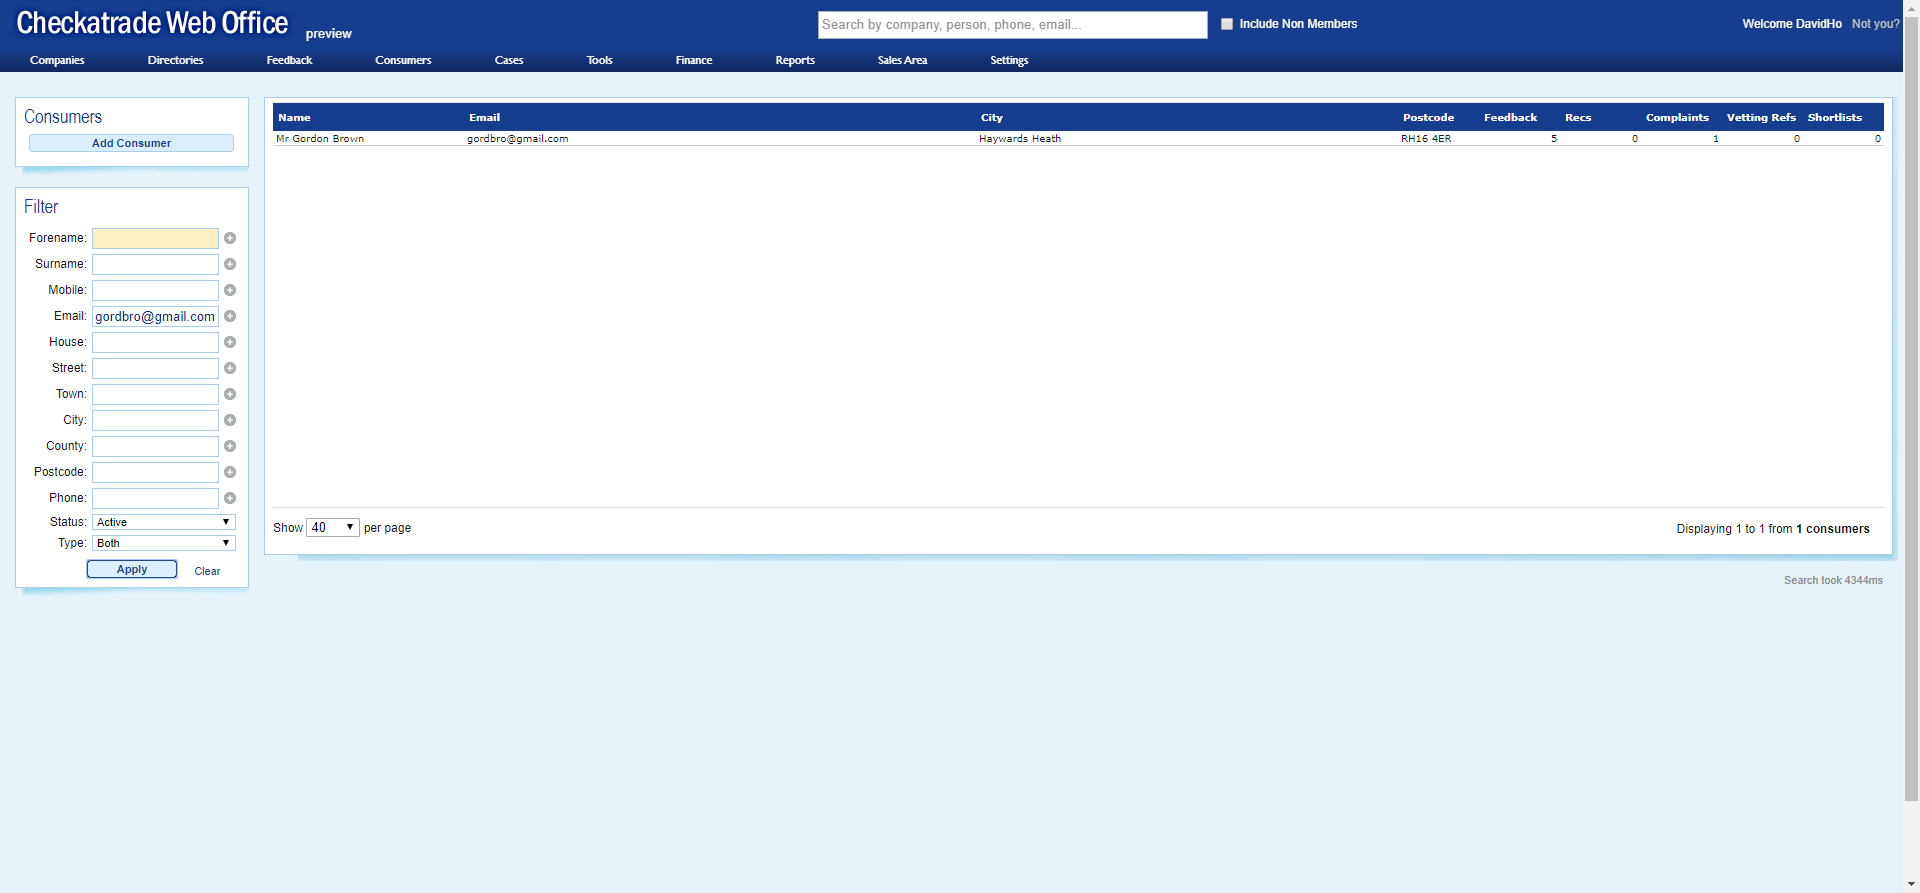 Checkatrade Web Office preview
Search by company, person, phone, email...
Include Non Members
Welcome DavidHo Not you?
Companies Directories Feedback Consumers Cases Tools Finance Reports Sales Area Settings
Consumers
Add Consumer
Filter
Forename:
Surname:
Mobile:
Email: gordbro@gmail.com
House:
Street:
Town:
City:
County:
Postcode:
Phone:
Status: Active
Type: Both
Apply Clear
Name Email City Postcode Feedback Recs Complaints Vetting Refs Shortlists
Mr Gordon Brown gordbro@gmail.com Haywards Heath RH16 4ER 5 0 1 0 0
Show 40 per page
Displaying 1 to 1 from 1 consumers
Search took 4344ms